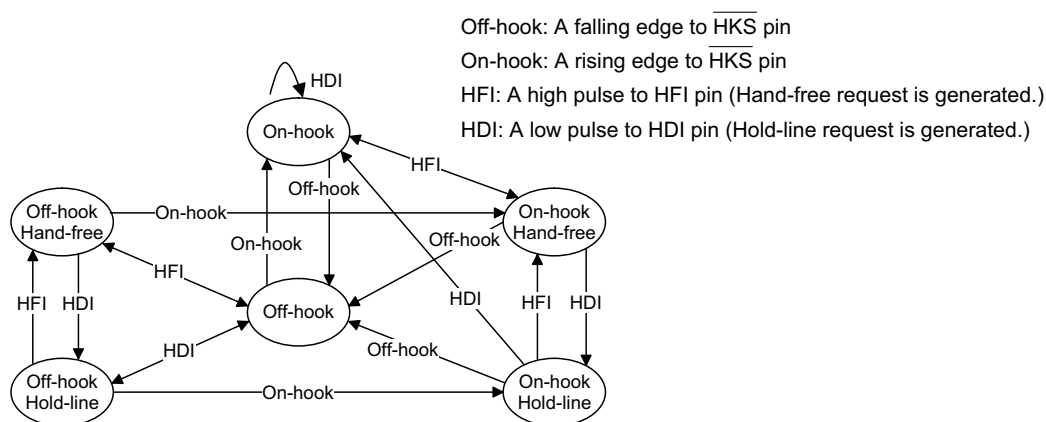 Off-hook: A falling edge to HKS pin
On-hook: A rising edge to HKS pin
HFI: A high pulse to HFI pin (Hand-free request is generated.)
HDI: A low pulse to HDI pin (Hold-line request is generated.)
HDI
On-hook
HFI
Off-hook
Off-hook
Hand-free
On-hook
On-hook
Hand-free
On-hook
Off-hook
HFI
HFI
HDI
Off-hook
HDI
HFI
HDI
HDI
Off-hook
Off-hook
Hold-line
On-hook
On-hook
Hold-line